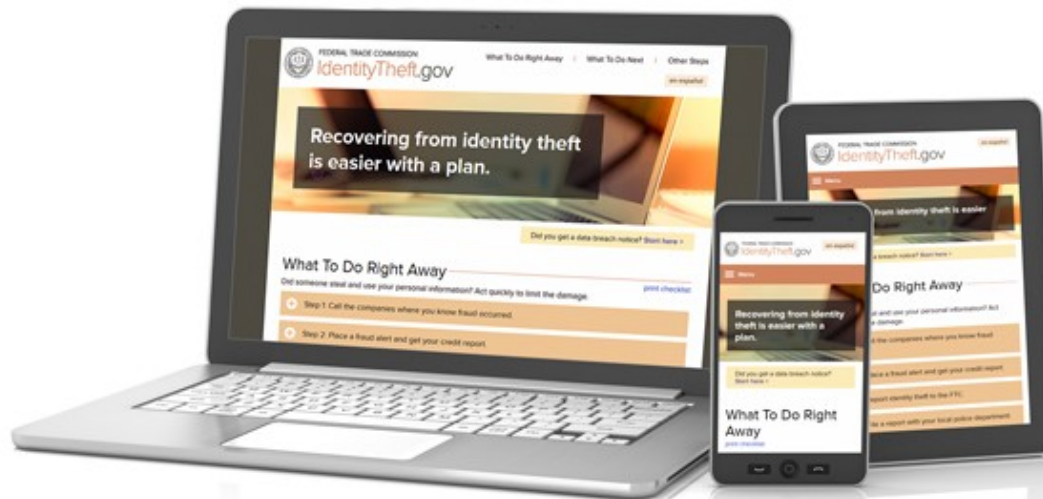 FEDERAL TRADE COMMISSION
IdentityTheft.gov
What To Do Right Away | What To Do Next | Other Steps
en español
Recovering from identity theft
is easier with a plan.
Did you get a data breach notice? Start here >
What To Do Right Away
print checklist
Did someone steal and use your personal information? Act quickly to limit the damage.
Step 1: Call the companies where you know fraud occurred.
Step 2: Place a fraud alert and get your credit report.
FEDERAL TRADE COMMISSION
IdentityTheft.gov
en español
Menu
Recovering from identity
theft is easier with a
plan.
Did you get a data breach notice?
Start here >
What To Do Right
Away
print checklist
FEDERAL TRADE COMMISSION
IdentityTheft.gov
en español
Menu
from identity theft is easier
breach notice? Start here >
Do Right Away
and use your personal information? Act
damage.
the companies where you know fraud
a fraud alert and get your credit report.
report identity theft to the FTC.
a report with your local police department.